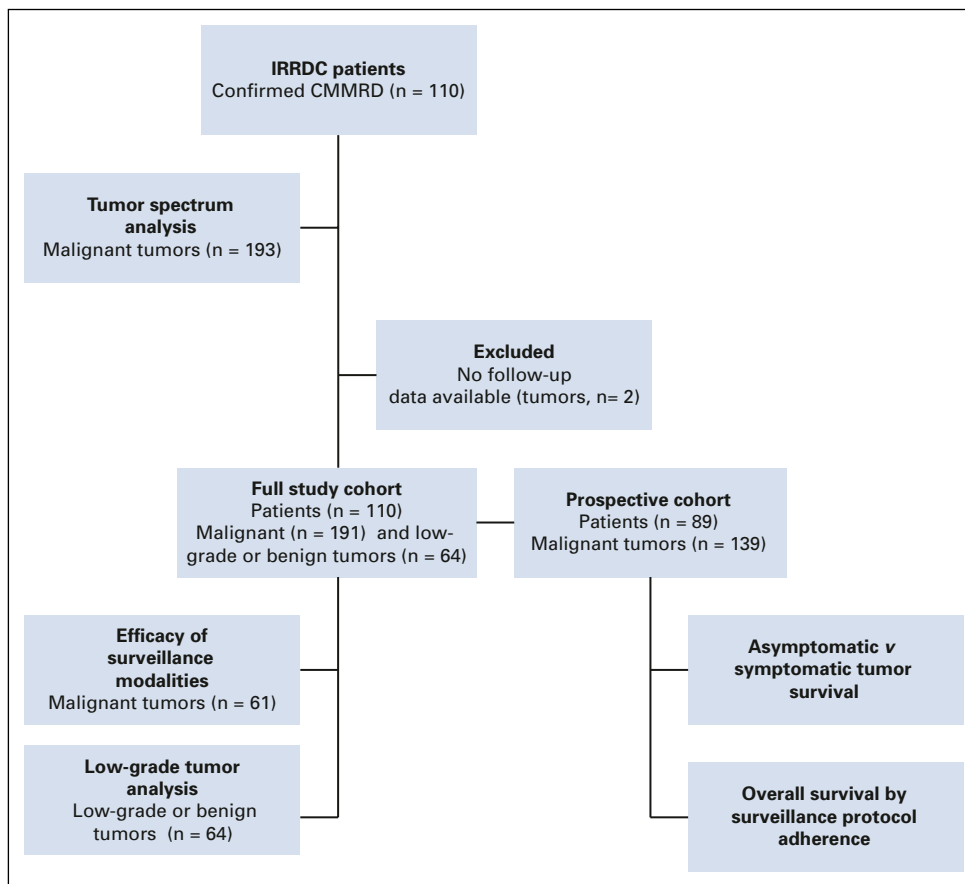 IRRDC patients
Confirmed CMMRD (n = 110)
Tumor spectrum
analysis
Malignant tumors (n = 193)
Excluded
No follow-up
data available (tumors, n= 2)
Full study cohort
Patients (n = 110)
Malignant (n = 191) and low-
grade or benign tumors (n = 64)
Prospective cohort
Patients (n = 89)
Malignant tumors (n = 139)
Efficacy of
surveillance
modalities
Malignant tumors (n = 61)
Asymptomatic v
symptomatic tumor
survival
Low-grade tumor
analysis
Low-grade or benign
tumors (n = 64)
Overall survival by
surveillance protocol
adherence